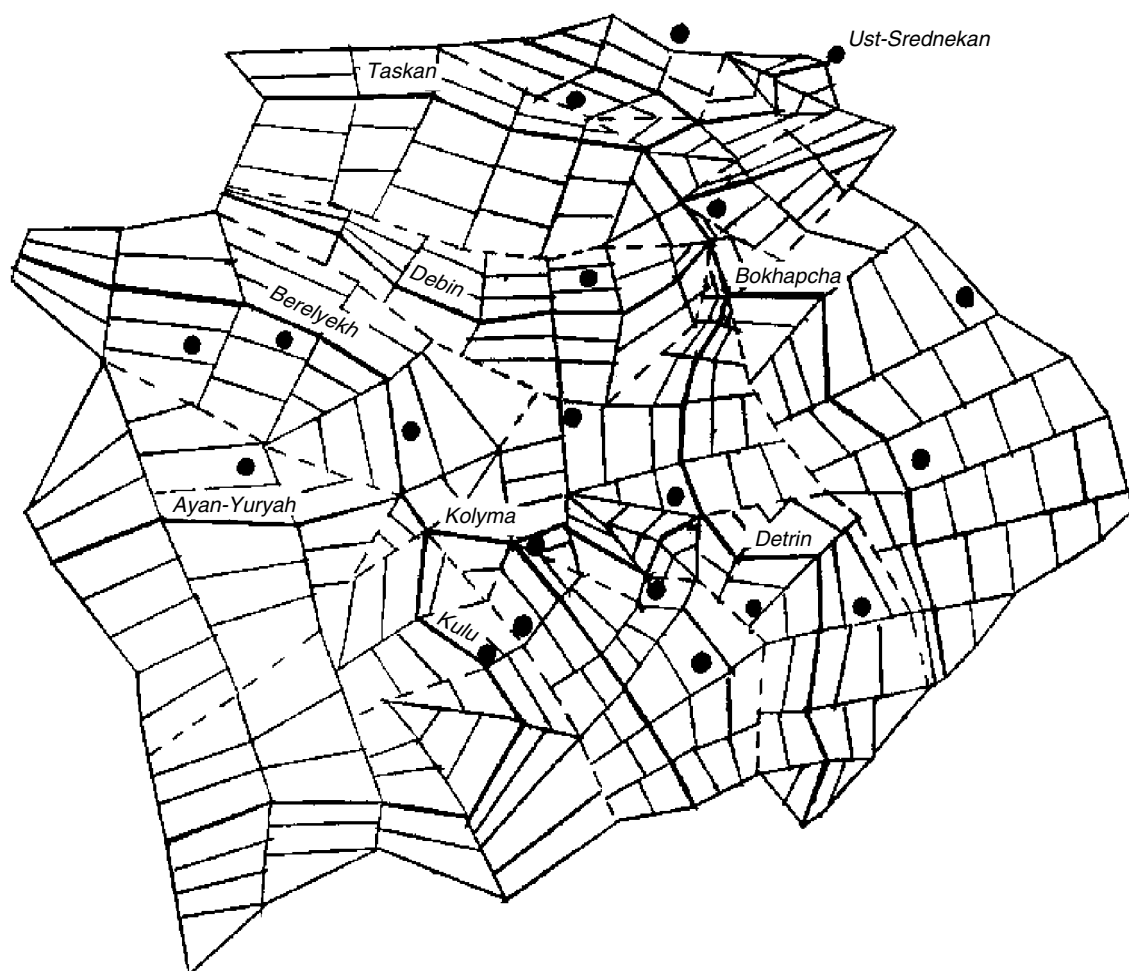 Ust-Srednekan
Taskan
Debin
Bokhapcha
Berelyekh
Ayan-Yuryah
Kolyma
Detrin
Kulu